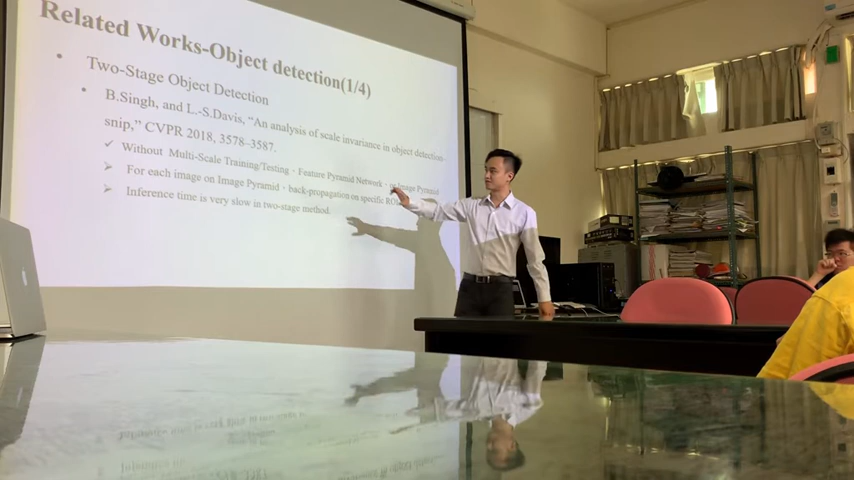 Related Works-Object detection(1/4)
• Two-Stage Object Detection
• B.Singh, and L.-S.Davis, “An analysis of scale invariance in object detection-
snip,” CVPR 2018, 3578–3587.
✓ Without Multi-Scale Training/Testing、Feature Pyramid Network、or Image Pyramid
➢ For each image on Image Pyramid、back-propagation on specific
➢ Inference time is very slow in two-stage method.